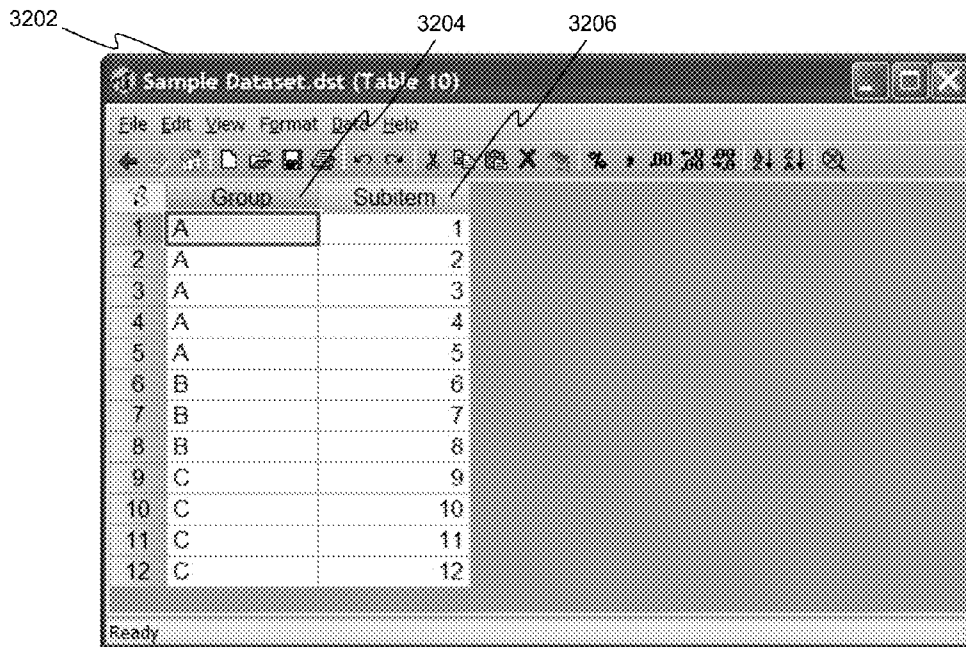 3202 3204 3206
Sample Dataset.dst (Table 10)
File Edit View Format Data Help
.00
Group Subitem
1 A 1
2 A 2
3 A 3
4 A 4
5 A 5
6 B 6
7 B 7
8 B 8
9 C 9
10 C 10
11 C 11
12 C 12
Ready